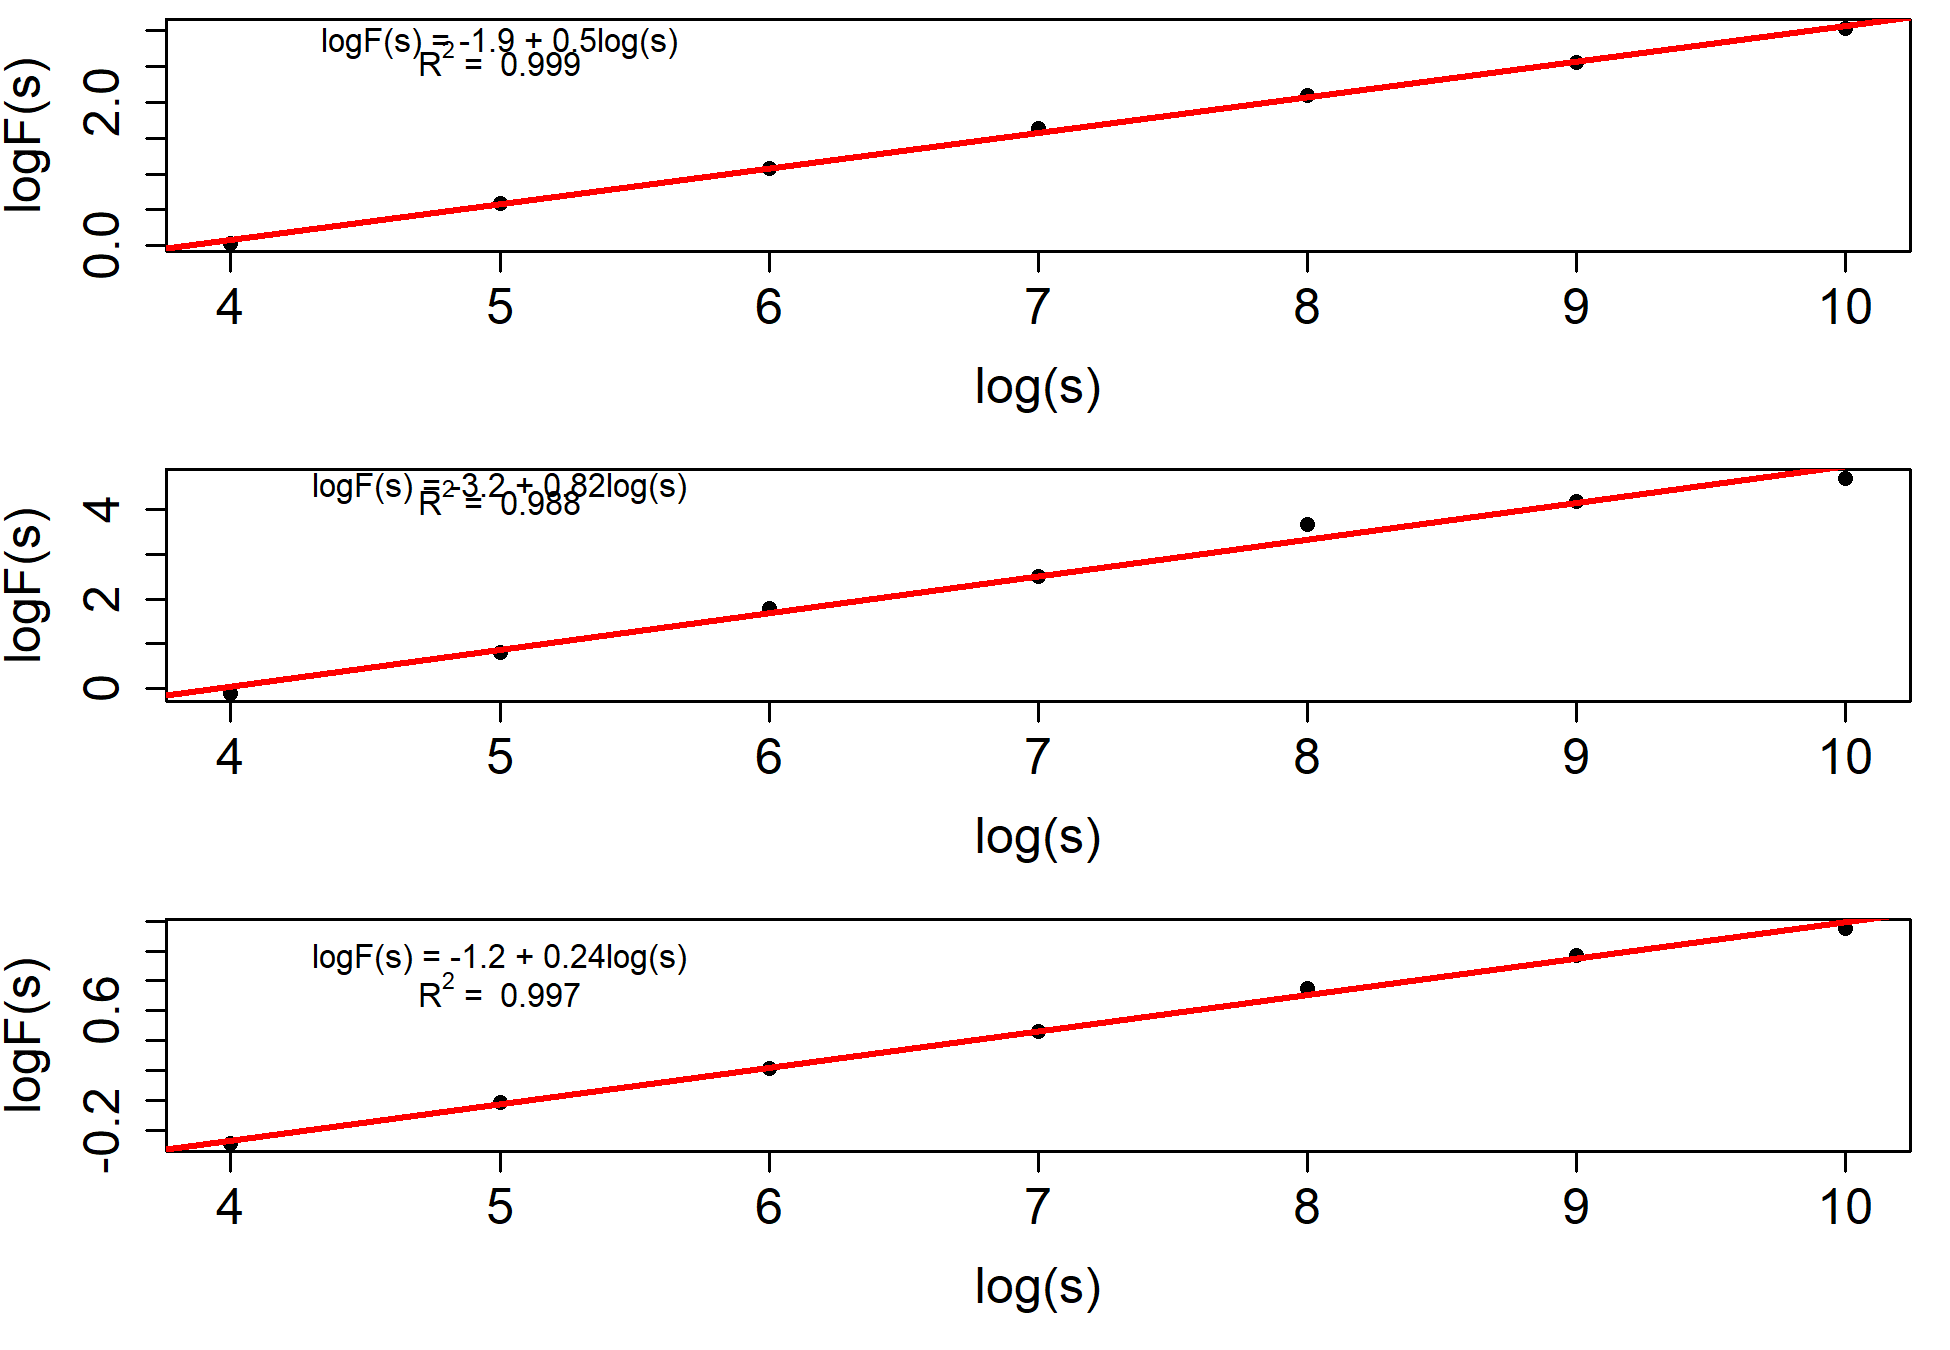 logF(s) = -1.9 + 0.5log(s)
R² = 0.999
logF(s)
0.0 2.0
4 5 6 7 8 9 10
log(s)
logF(s) = -3.2 + 0.82log(s)
R² = 0.988
logF(s)
0 2 4
4 5 6 7 8 9 10
log(s)
logF(s) = -1.2 + 0.24log(s)
R² = 0.997
logF(s)
-0.2 0.6
4 5 6 7 8 9 10
log(s)